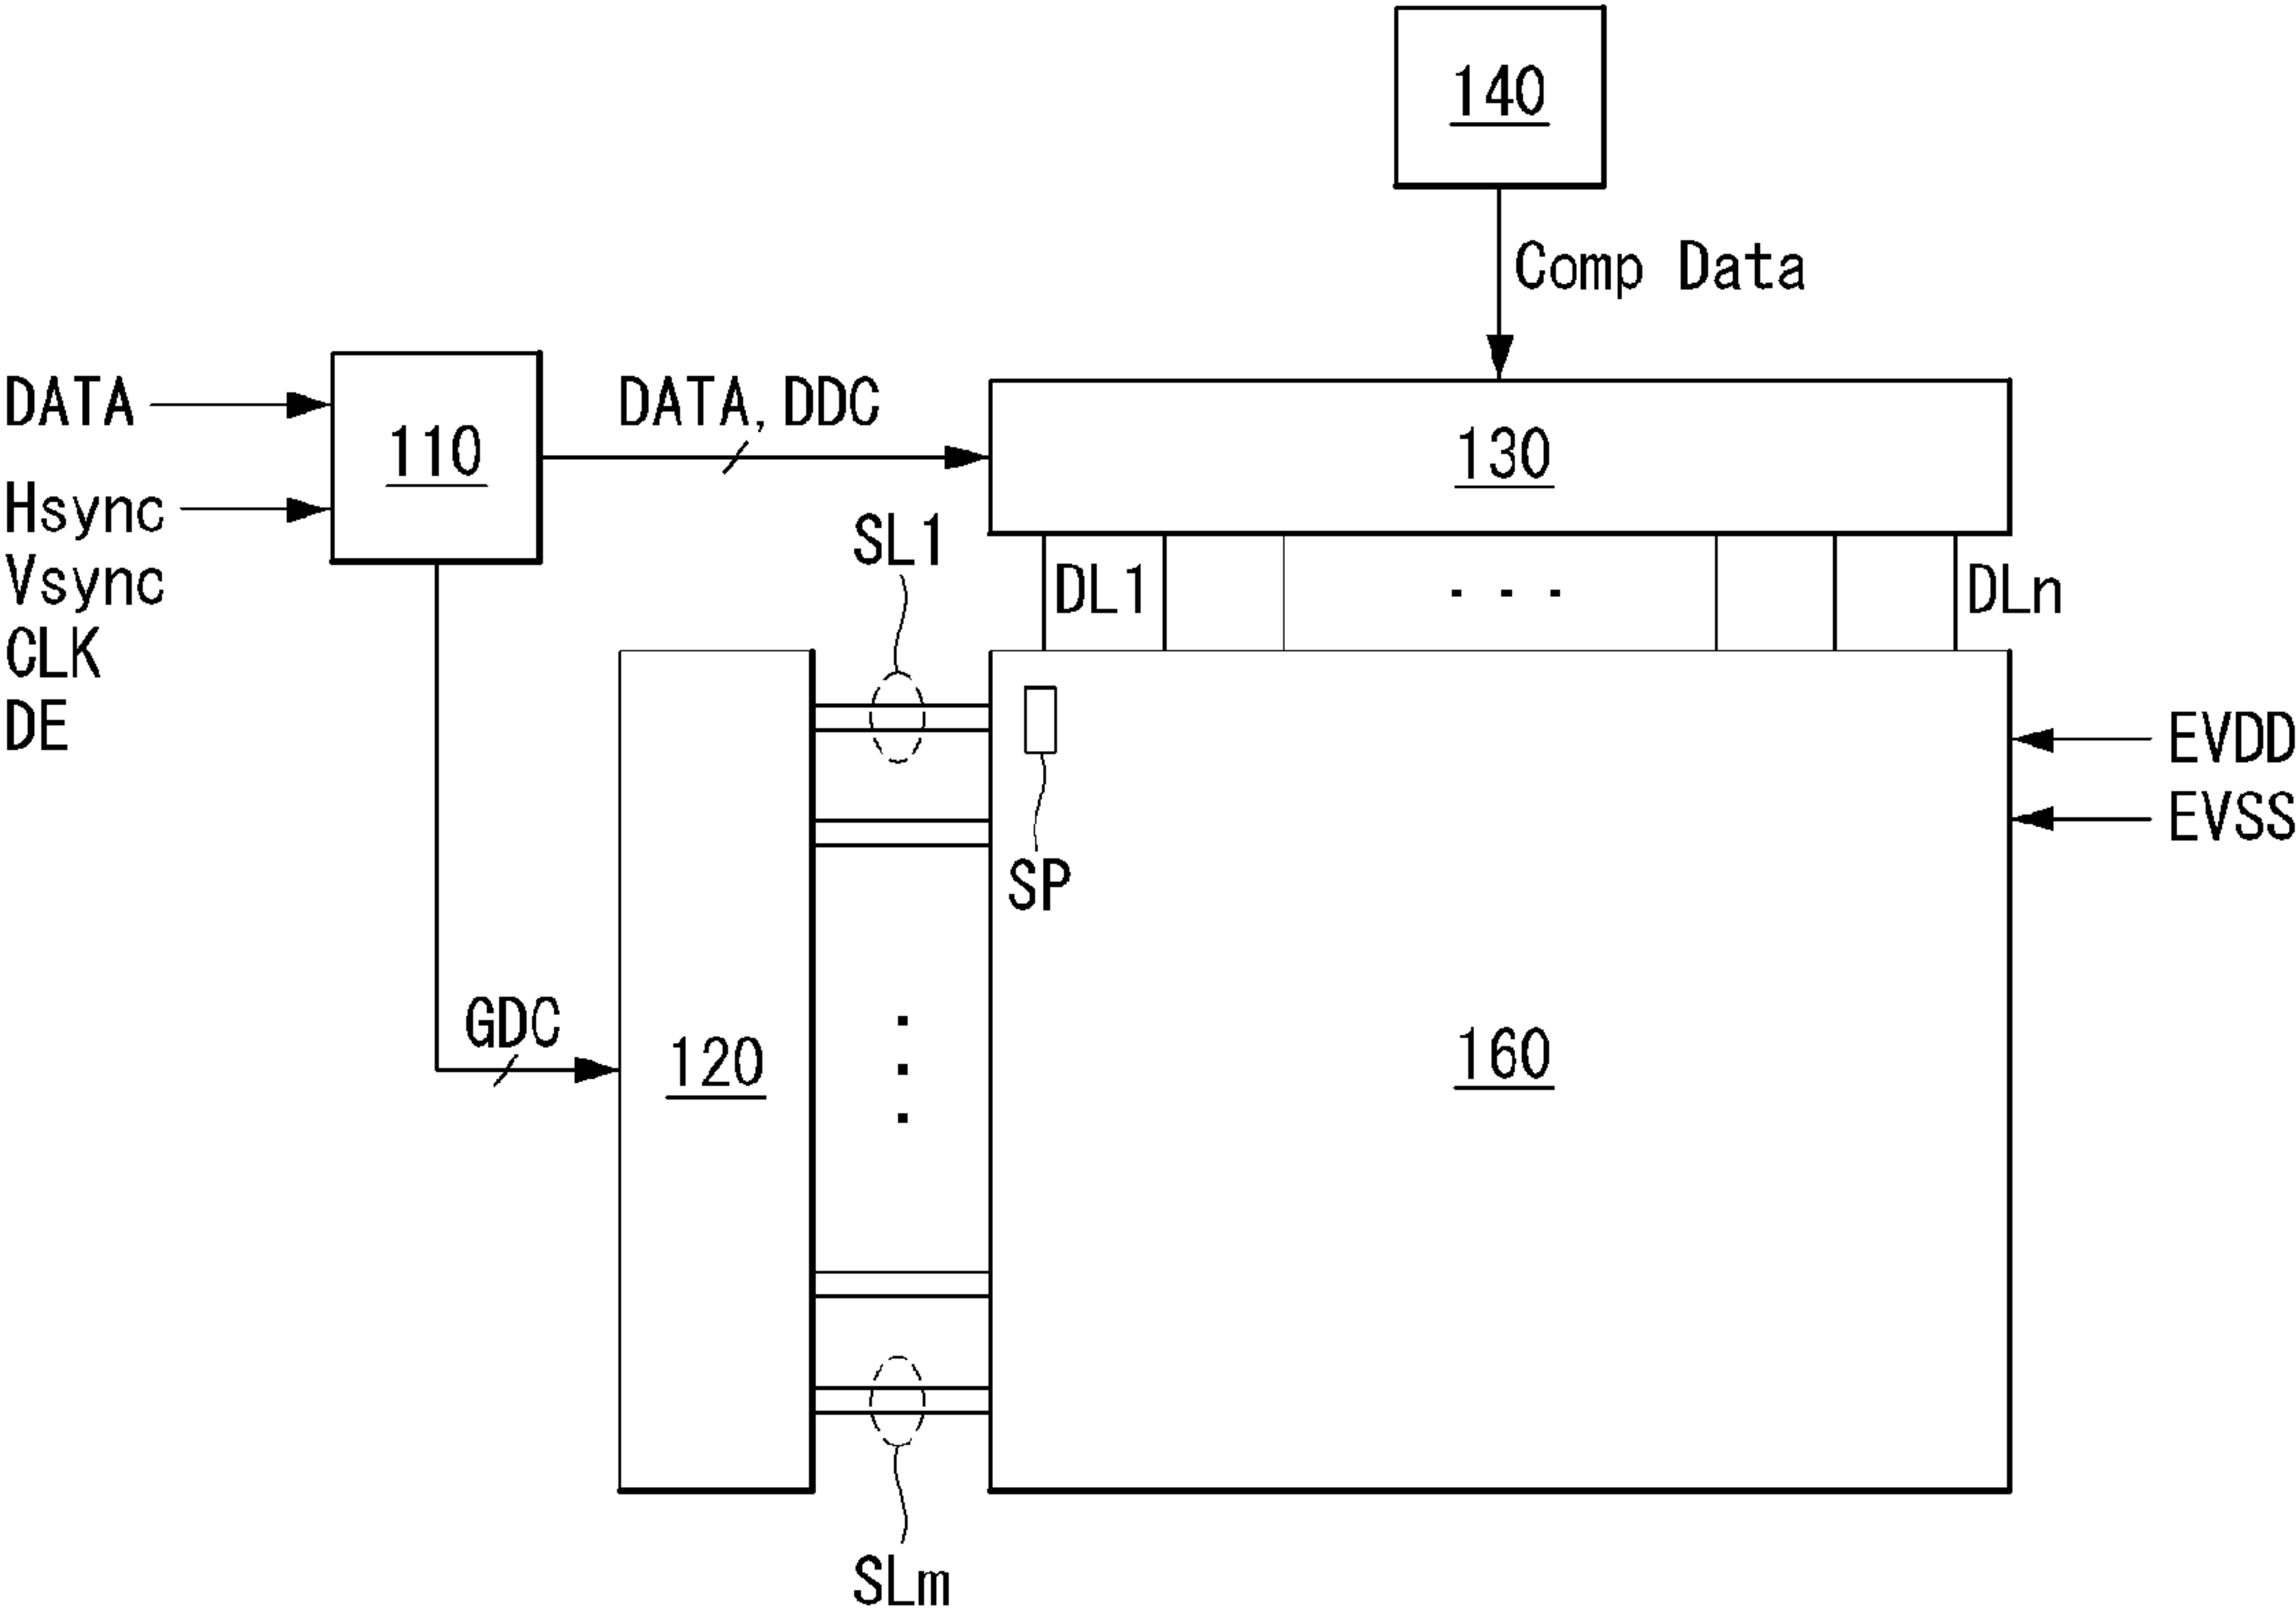 140
Comp Data
DATA
110
DATA, DDC
130
Hsync
Vsync
CLK
DE
SL1
DL1
. . .
DLn
SP
EVDD
EVSS
GDC
120
160
SLm